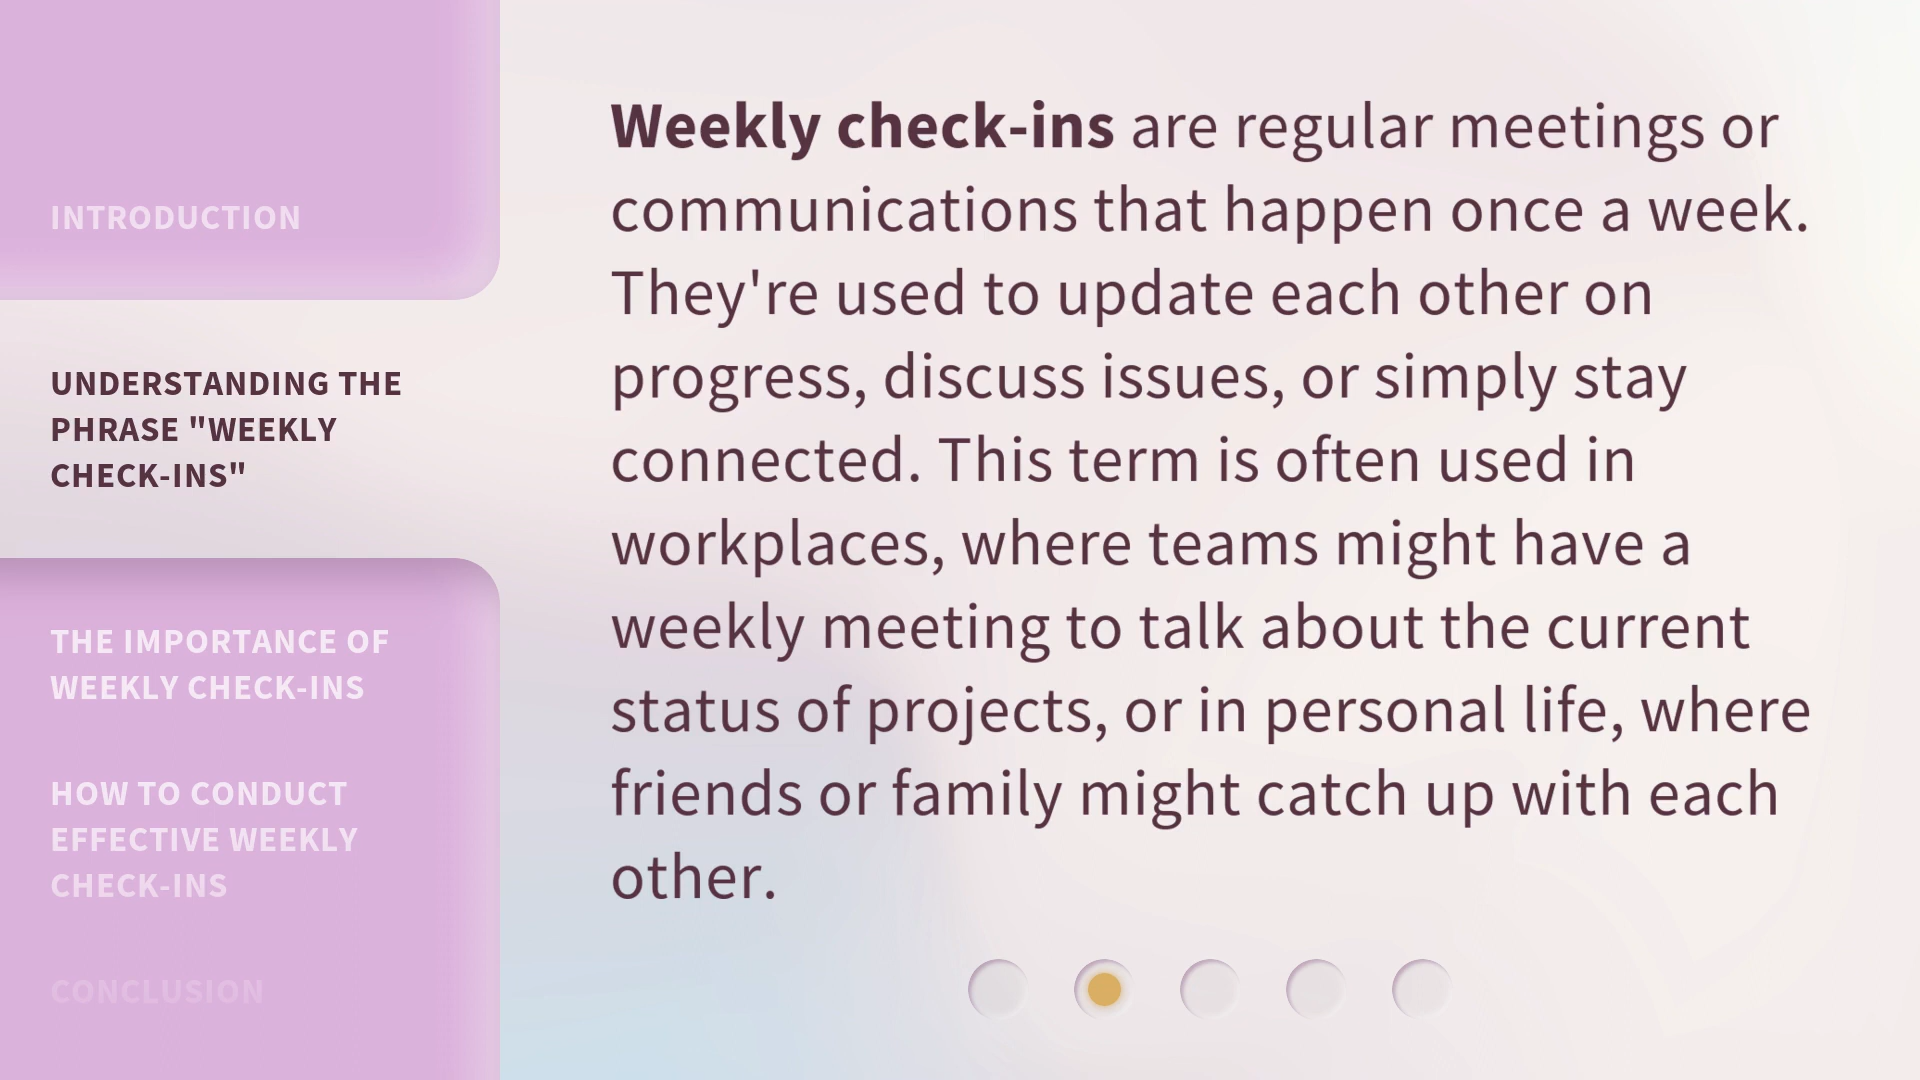 INTRODUCTION
UNDERSTANDING THE
PHRASE "WEEKLY
CHECK-INS"
THE IMPORTANCE OF
WEEKLY CHECK-INS
HOW TO CONDUCT
EFFECTIVE WEEKLY
CHECK-INS
CONCLUSION
Weekly check-ins are regular meetings or
communications that happen once a week.
They're used to update each other on
progress, discuss issues, or simply stay
connected. This term is often used in
workplaces, where teams might have a
weekly meeting to talk about the current
status of projects, or in personal life, where
friends or family might catch up with each
other.